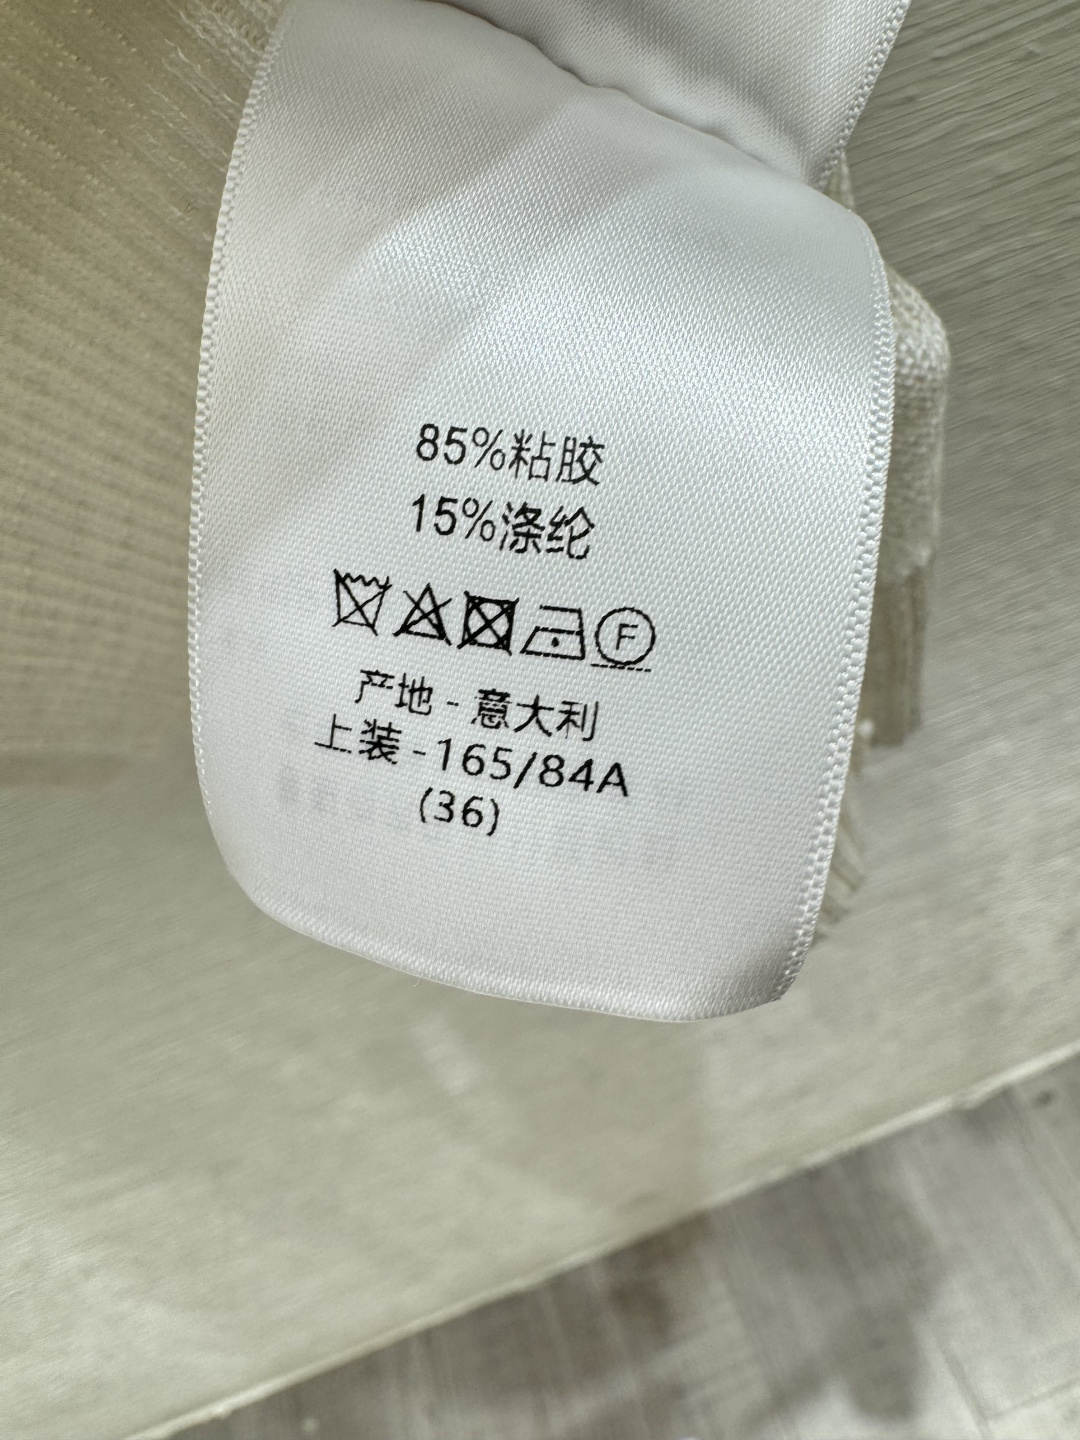 85%粘胶
15%涤纶
F
产地 - 意大利
上装 -165/84A
(36)